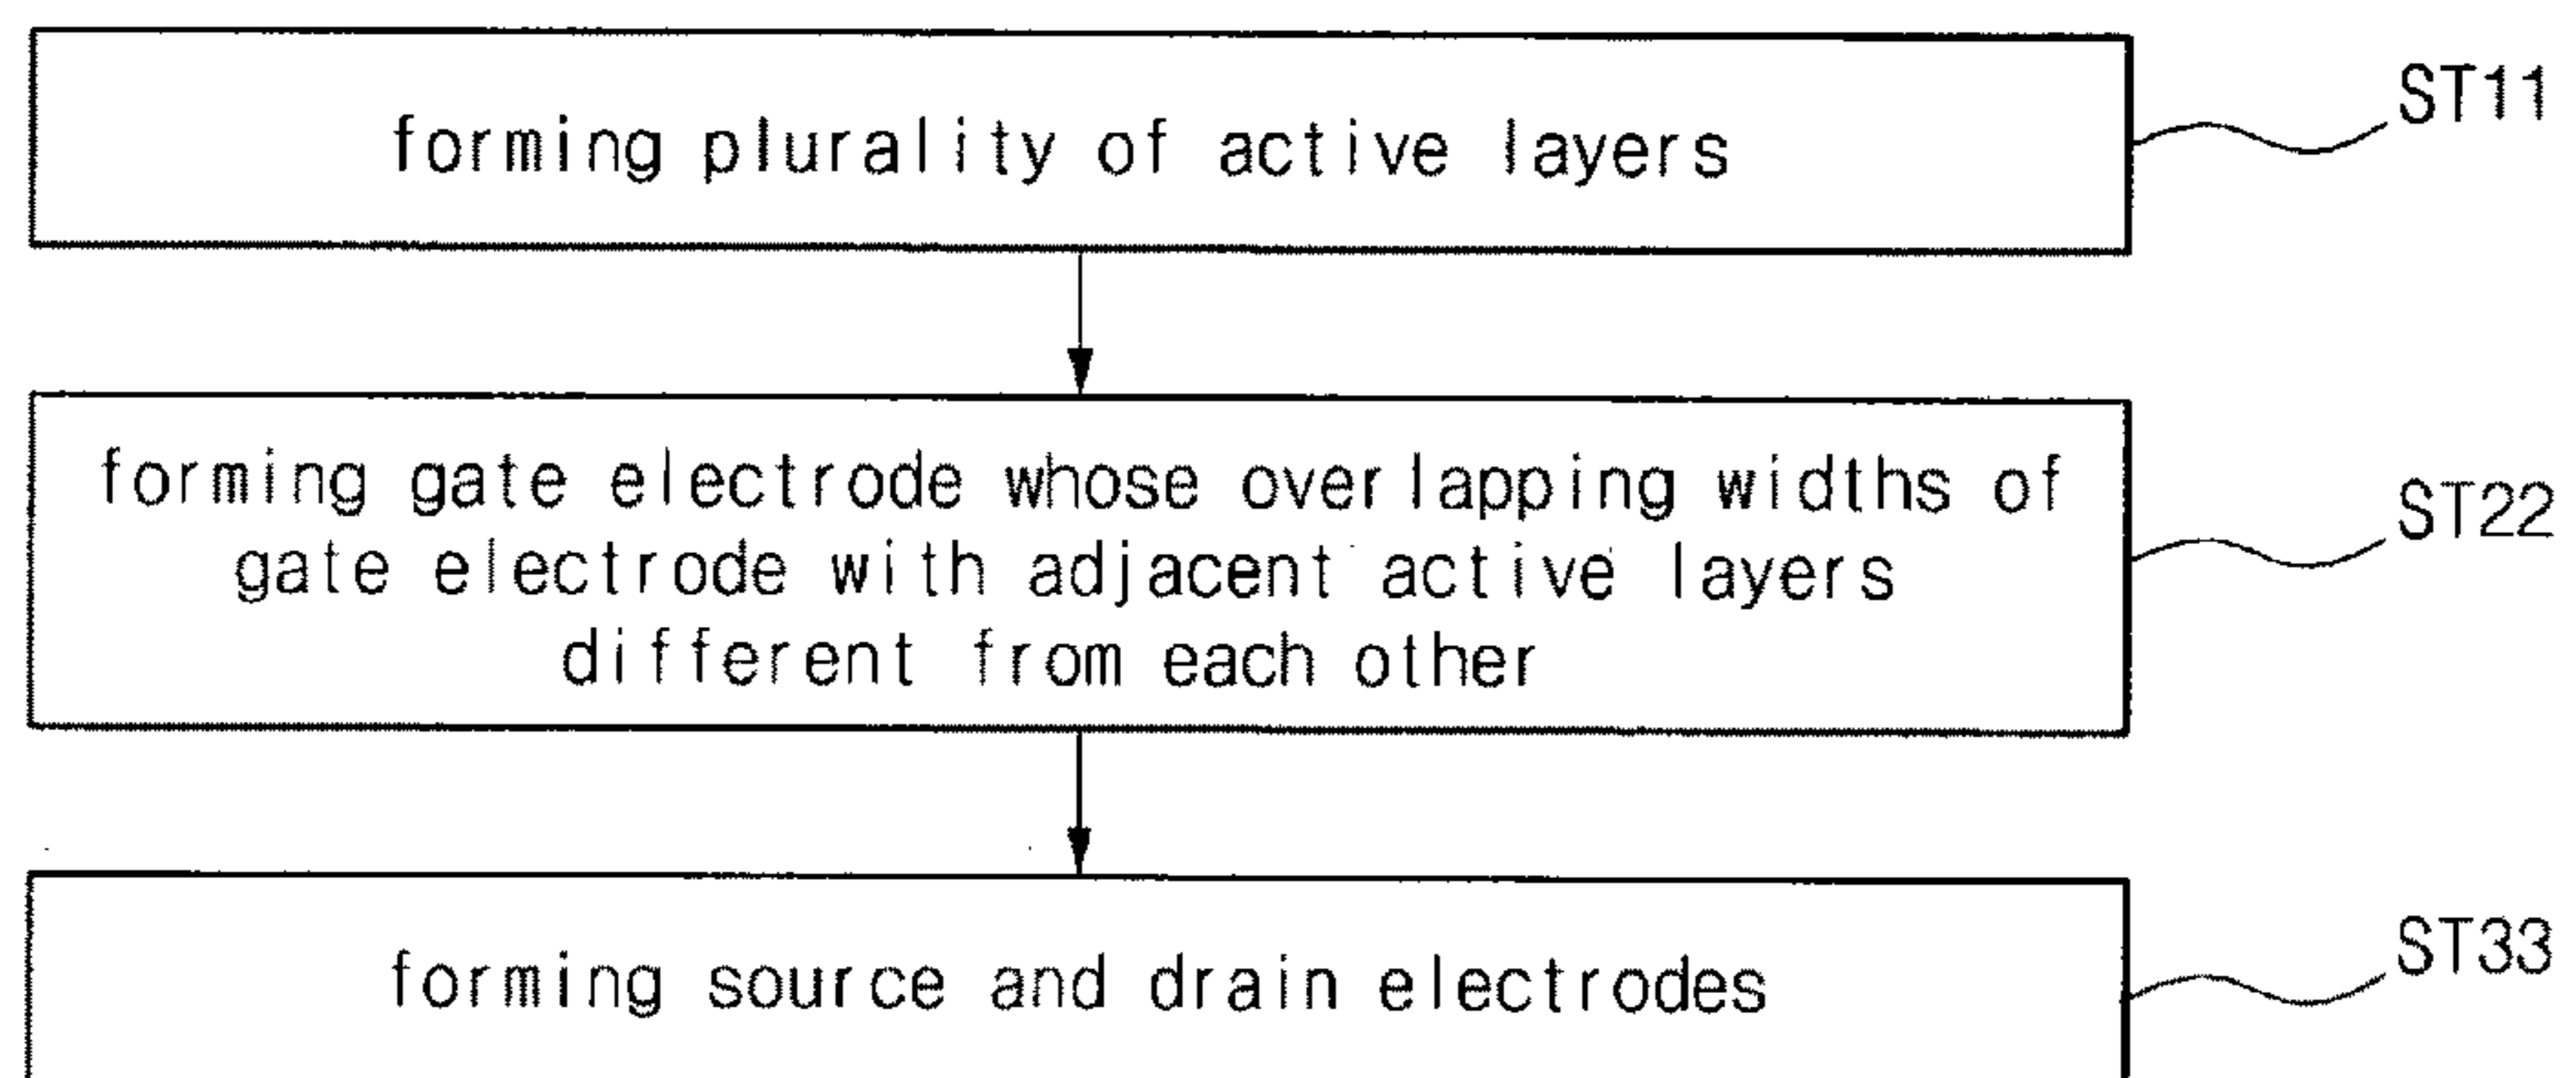 forming plurality of active layers
ST11
forming gate electrode whose overlapping widths of
gate electrode with adjacent active layers
different from each other
ST22
forming source and drain electrodes
ST33